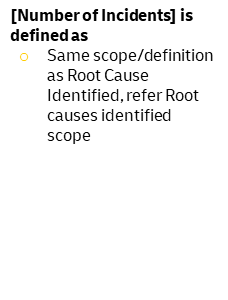 [Number of Incidents] is
defined as
Same scope/definition
as Root Cause
Identified, refer Root
causes identified
scope